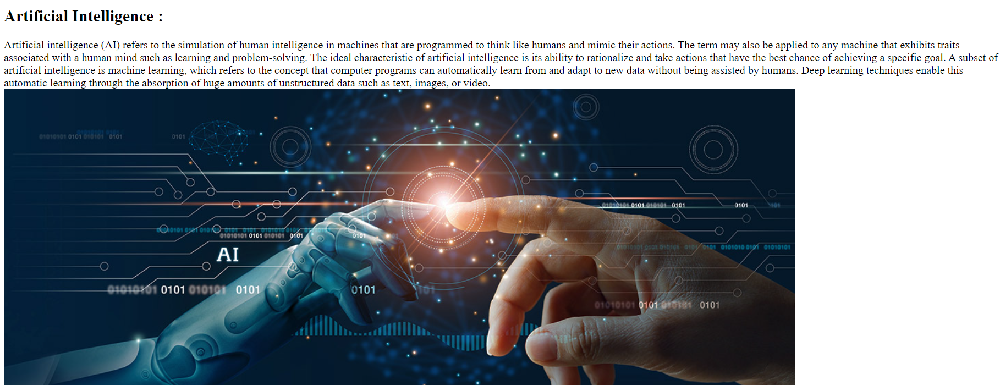 Artificial Intelligence :
Artificial intelligence (AI) refers to the simulation of human intelligence in machines that are programmed to think like humans and mimic their actions. The term may also be applied to any machine that exhibits traits
associated with a human mind such as learning and problem-solving. The ideal characteristic of artificial intelligence is its ability to rationalize and take actions that have the best chance of achieving a specific goal. A subset of
artificial intelligence is machine learning, which refers to the concept that computer programs can automatically learn from and adapt to new data without being assisted by humans. Deep learning techniques enable this
automatic learning through the absorption of huge amounts of unstructured data such as text, images, or video.
01010101 0101 010101 0101 0101
01010101 0101 010101 0101 0101
01010101 0101 010101 0101 0101
0101 0101010 0101 01010101
AI
01010101 0101 010101 0101 0101
01010101 0101 010101 0101